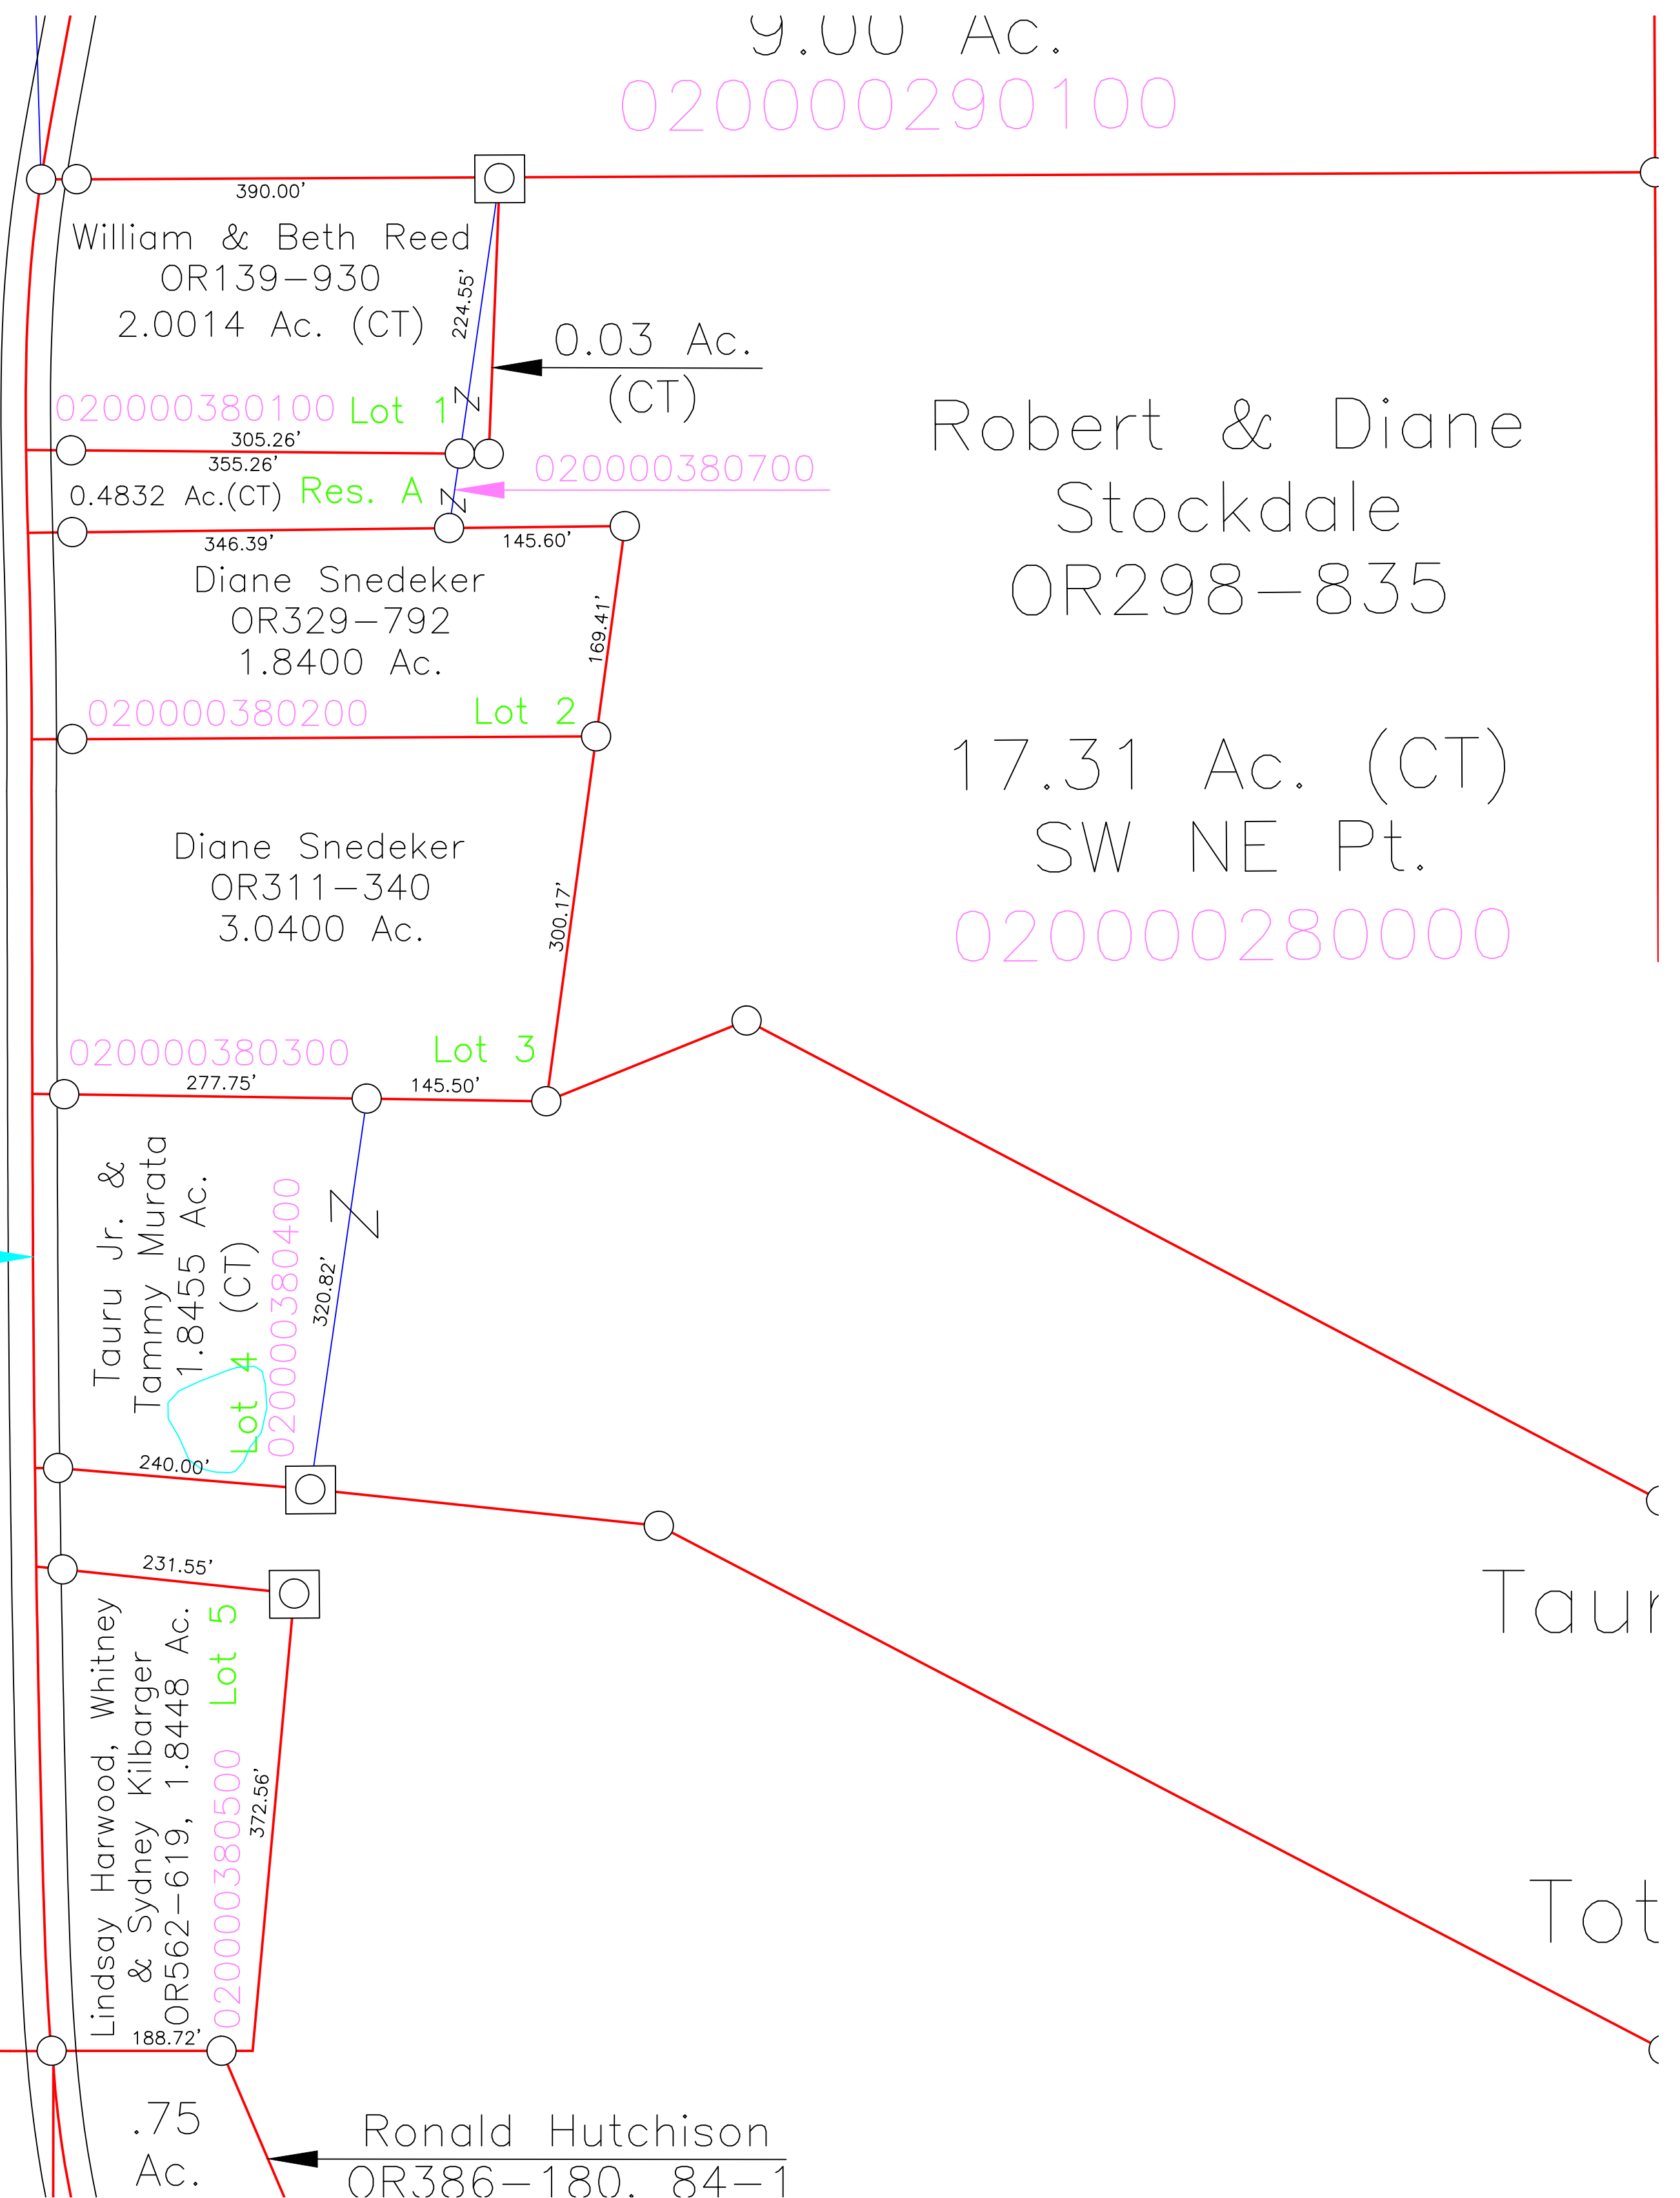 9.00 Ac.
020000290100
390.00'
William & Beth Reed
OR139-930
2.0014 Ac. (CT)
224.55'
0.03 Ac.
(CT)
020000380100 Lot 1
Z
305.26'
355.26'
0.4832 Ac.(CT) Res. A
Z
020000380700
346.39'
145.60'
Diane Snedeker
OR329-792
1.8400 Ac.
169.41'
020000380200 Lot 2
Robert & Diane
Stockdale
OR298-835
17.31 Ac. (CT)
SW NE Pt.
020000280000
Diane Snedeker
OR311-340
3.0400 Ac.
300.17'
020000380300 Lot 3
277.75'
145.50'
Tauru Jr. &
Tammy Murata
1.8455 Ac.
Lot 4 (CT)
020000380400
320.82'
Z
240.00'
231.55'
Lindsay Harwood, Whitney
& Sydney Kilbarger
OR562-619, 1.8448 Ac.
020000380500 Lot 5
372.56'
188.72'
Taur
Tot
.75
Ac.
Ronald Hutchison
OR386-180, 84-1